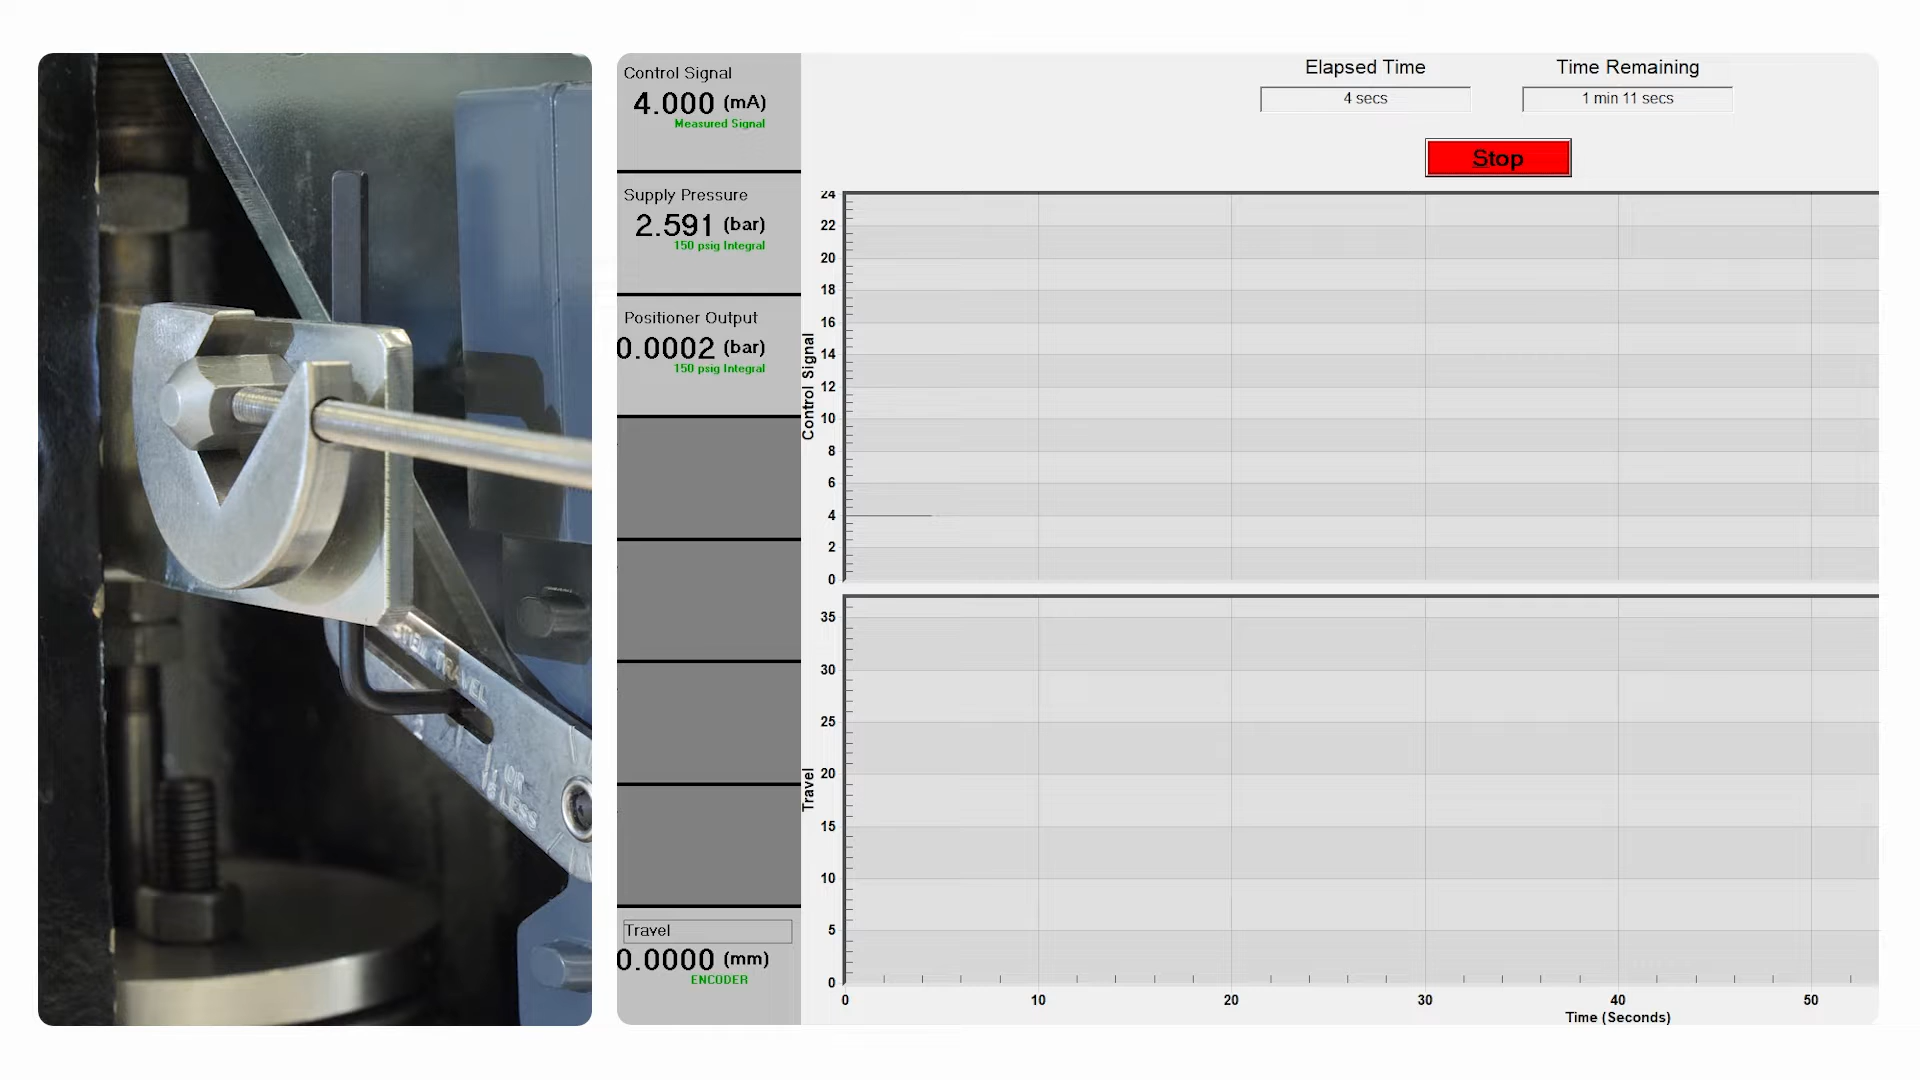 TRAVEL
OR
LESS
Control Signal
4.000 (mA)
Measured Signal
Supply Pressure
2.591 (bar)
150 psig Integral
Positioner Output
0.0002 (bar)
150 psig Integral
Travel
0.0000 (mm)
ENCODER
Elapsed Time
4 secs
Time Remaining
1 min 11 secs
Stop
Control Signal
24
22
20
18
16
14
12
10
8
6
4
2
0
Travel
35
30
25
20
15
10
5
0
0 10 20 30 40 50
Time (Seconds)